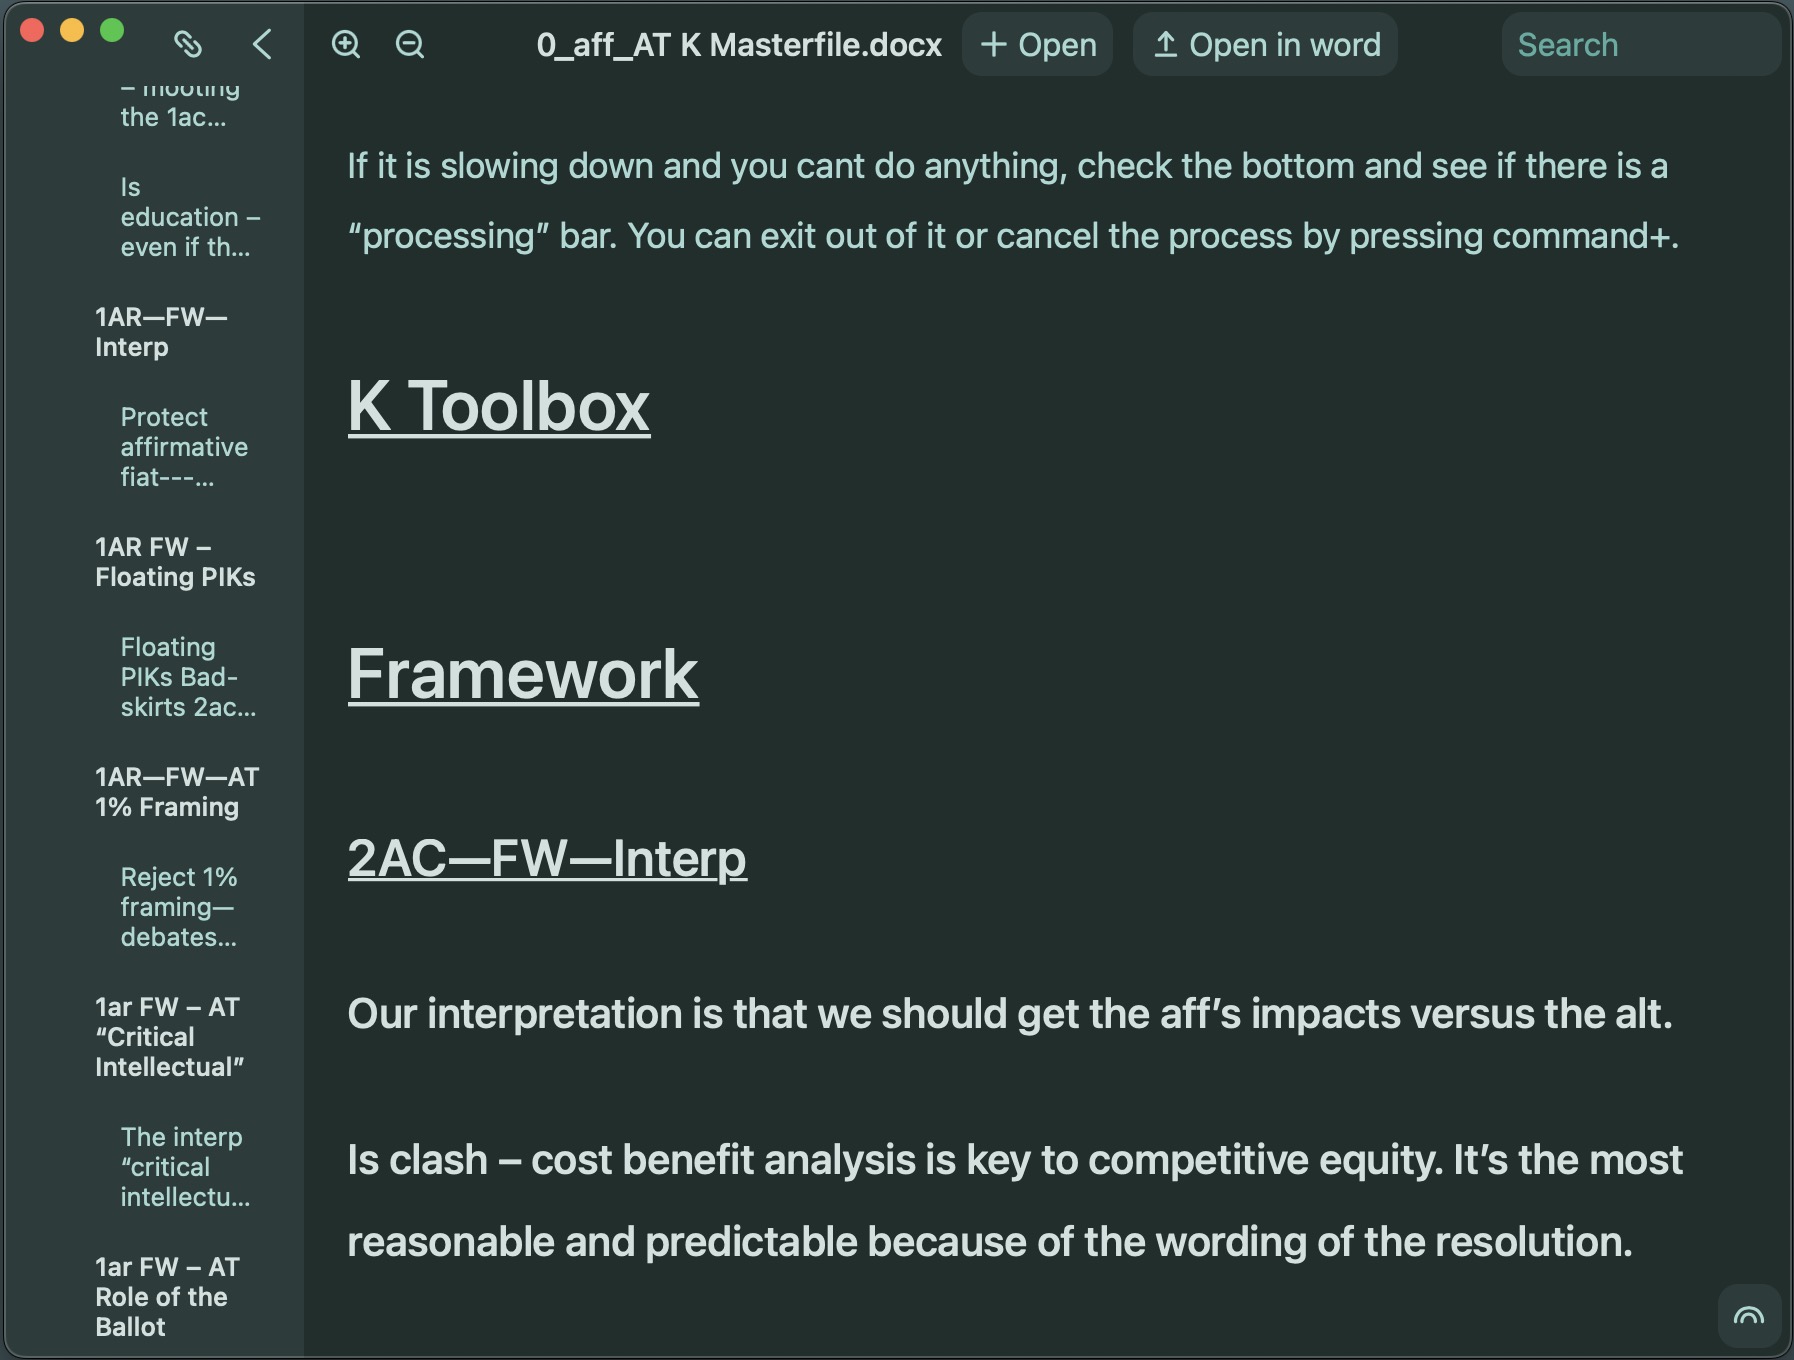 0_aff_AT K Masterfile.docx
+ Open
Open in word
Search
– mooting
the 1ac...
Is
education –
even if th...
1AR—FW—
Interp
Protect
affirmative
fiat---...
1AR FW –
Floating PIKs
Floating
PIKs Bad-
skirts 2ac...
1AR—FW—AT
1% Framing
Reject 1%
framing—
debates...
1ar FW – AT
“Critical
Intellectual”
The interp
“critical
intellectu...
1ar FW – AT
Role of the
Ballot
If it is slowing down and you cant do anything, check the bottom and see if there is a
“processing” bar. You can exit out of it or cancel the process by pressing command+.
K Toolbox
Framework
2AC—FW—Interp
Our interpretation is that we should get the aff’s impacts versus the alt.
Is clash – cost benefit analysis is key to competitive equity. It’s the most
reasonable and predictable because of the wording of the resolution.